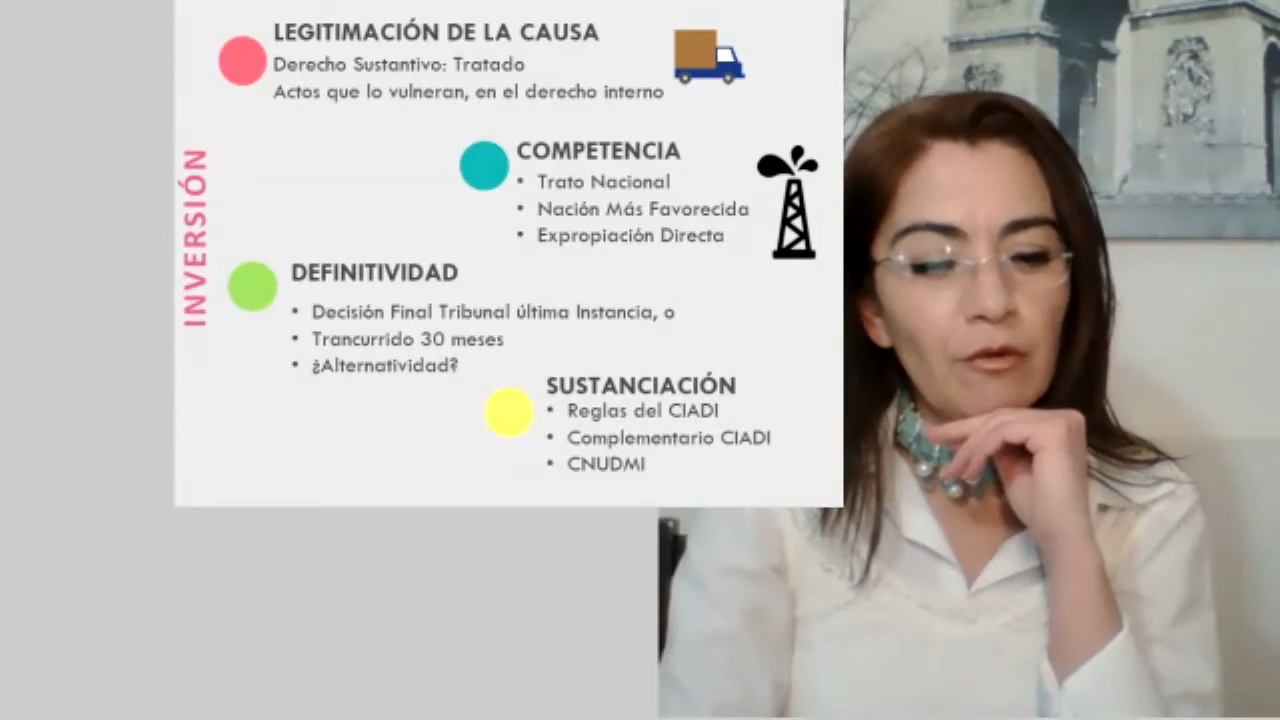 LEGITIMACIÓN DE LA CAUSA
Derecho Sustantivo: Tratado
Actos que lo vulneran, en el derecho interno
INVERSIÓN
COMPETENCIA
• Trato Nacional
• Nación Más Favorecida
• Expropiación Directa
DEFINITIVIDAD
• Decisión Final Tribunal última Instancia, o
• Trancurrido 30 meses
• ¿Alternatividad?
SUSTANCIACIÓN
• Reglas del CIADI
• Complementario CIADI
• CNUDMI